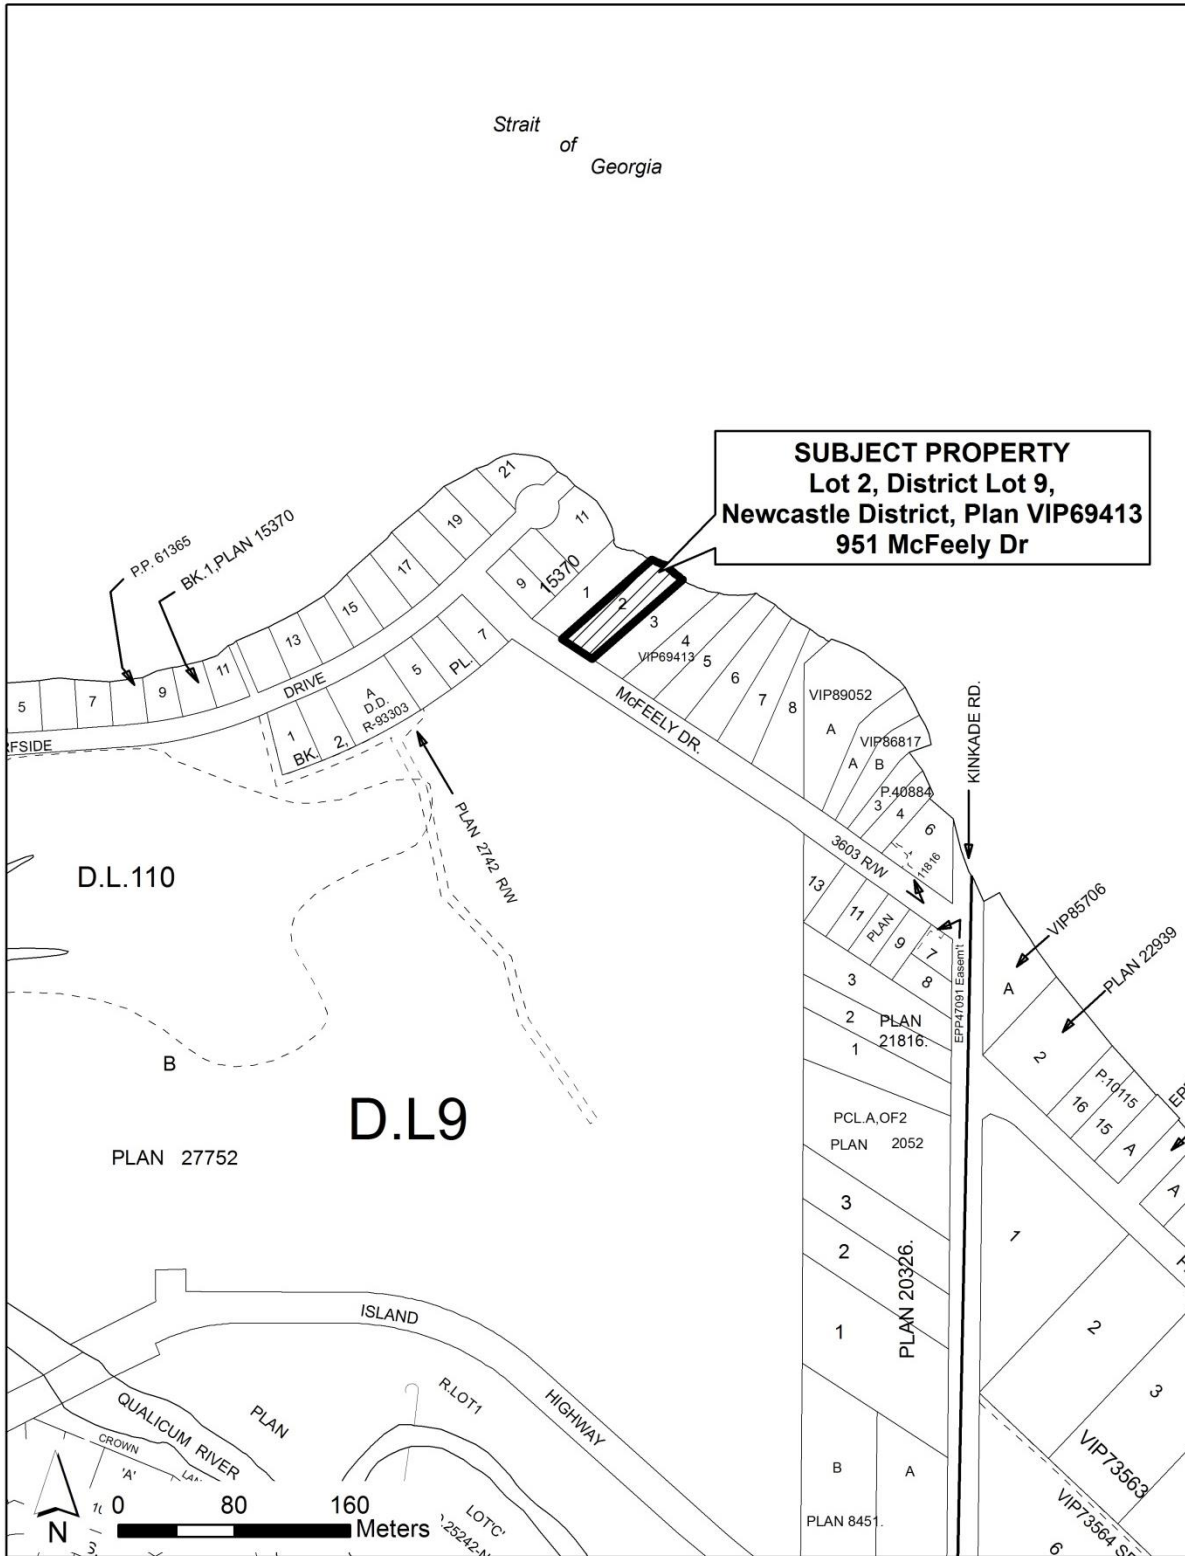 Strait
of
Georgia
SUBJECT PROPERTY
Lot 2, District Lot 9,
Newcastle District, Plan VIP69413
951 McFeely Dr
P.P. 61365
BK.1,PLAN 15370
21
19
17
15
13
11
9
7
5
11
9
15370
1
2
3
4
VIP69413
5
6
7
8
VIP89052
A
VIP86817
A
B
P.40884
3
4
6
11816
KINKADE RD.
DRIVE
RFSIDE
1
BK.
2,
A
D.D.
R-93303
5
PL.
7
McFEELY DR.
3603 R/W
PLAN 2742 R/W
D.L.110
B
D.L9
PLAN 27752
13
11
PLAN
9
7
8
3
2
PLAN
21816.
1
EPP47091 Easem't
PCL.A,OF2
PLAN 2052
3
2
1
PLAN 20326.
B
A
PLAN 8451.
VIP85706
A
PLAN 22939
2
P.10115
16
15
A
A
1
2
3
VIP73563
VIP73564
6
ISLAND
HIGHWAY
R.LOT1
PLAN
QUALICUM RIVER
CROWN
'A'
LOT'C'
N
0 80 160
Meters